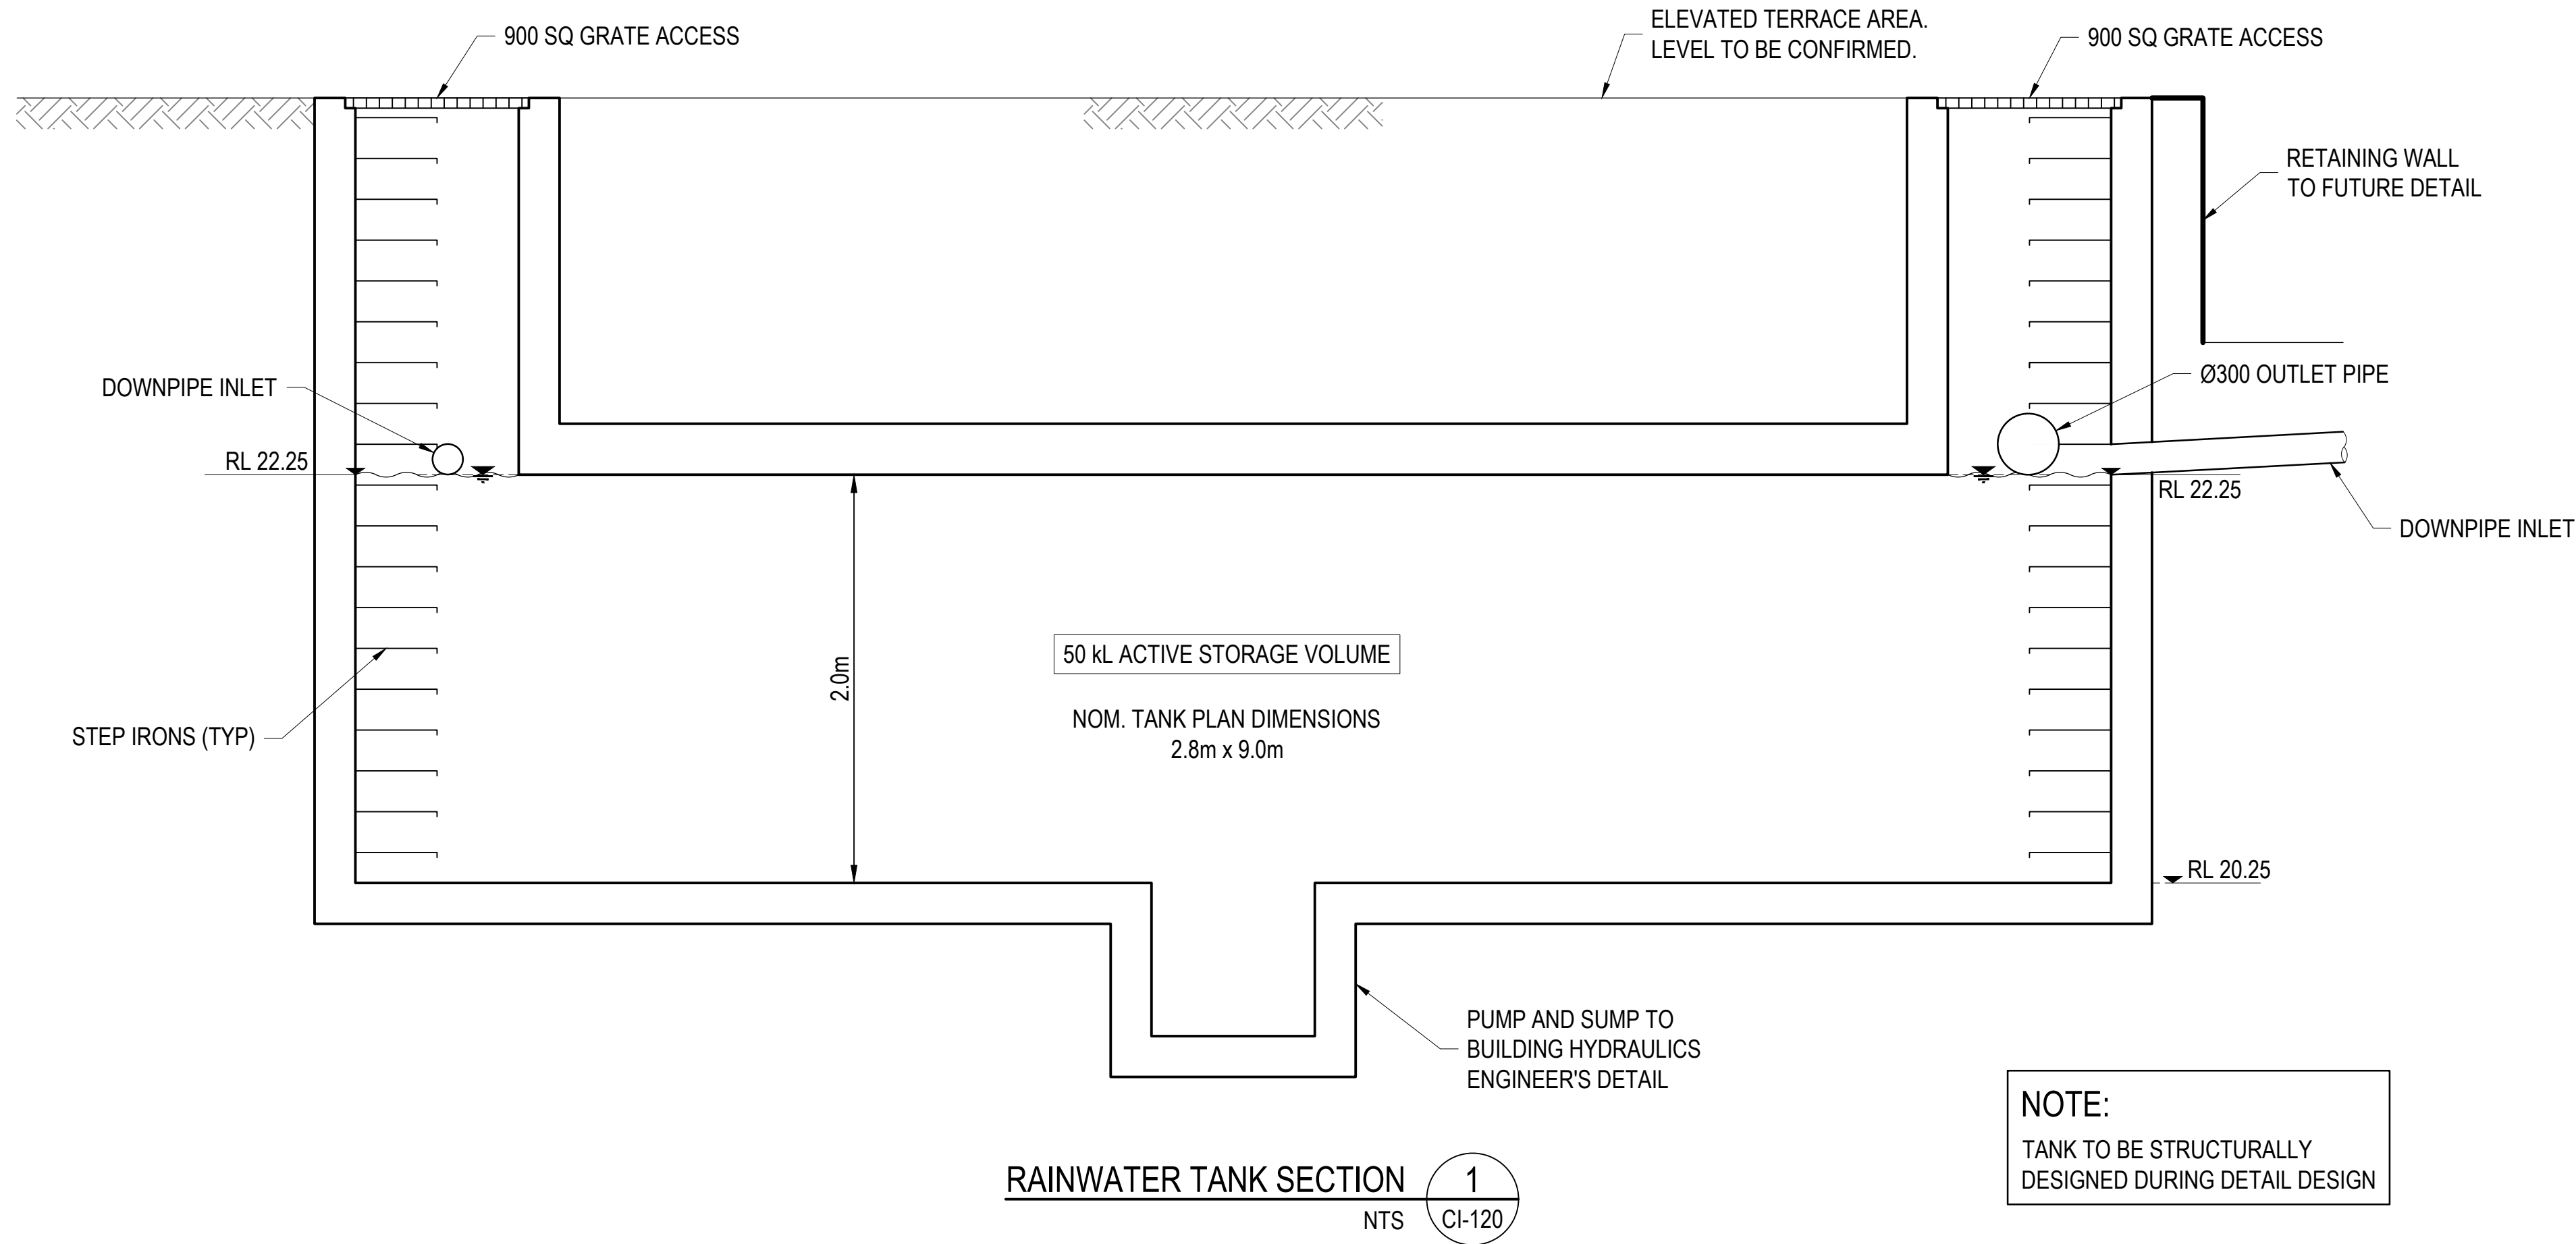 900 SQ GRATE ACCESS
ELEVATED TERRACE AREA.
LEVEL TO BE CONFIRMED.
900 SQ GRATE ACCESS
RETAINING WALL
TO FUTURE DETAIL
DOWNPIPE INLET
Ø300 OUTLET PIPE
RL 22.25
RL 22.25
DOWNPIPE INLET
50 kL ACTIVE STORAGE VOLUME
2.0m
NOM. TANK PLAN DIMENSIONS
2.8m x 9.0m
STEP IRONS (TYP)
RL 20.25
PUMP AND SUMP TO
BUILDING HYDRAULICS
ENGINEER'S DETAIL
NOTE:
TANK TO BE STRUCTURALLY
DESIGNED DURING DETAIL DESIGN
RAINWATER TANK SECTION
1
NTS
CI-120